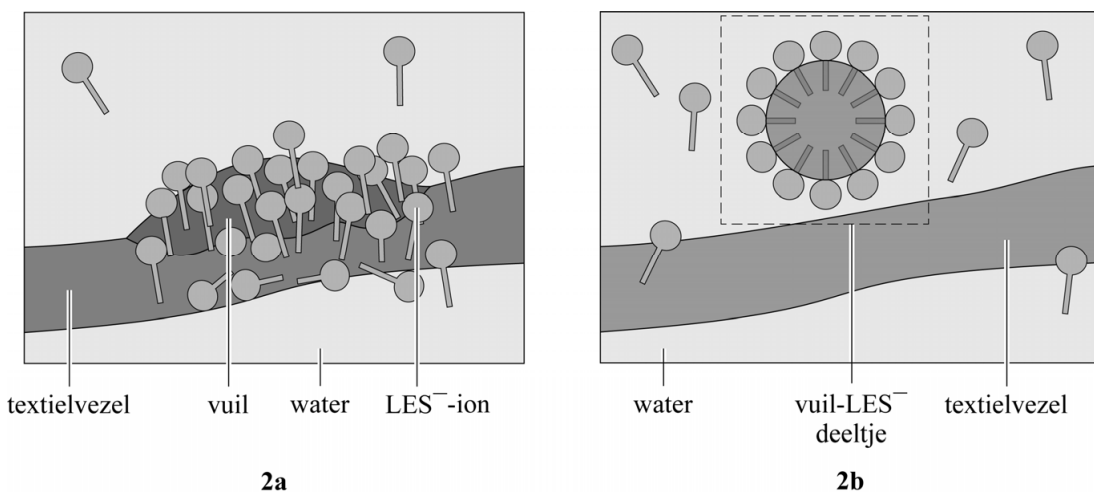 textielvezel vuil water LES⁻-ion
2a
water vuil-LES⁻ textielvezel
deeltje
2b